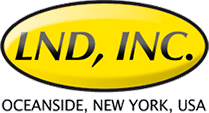 LND, INC.
OCEANSIDE, NEW YORK, USA